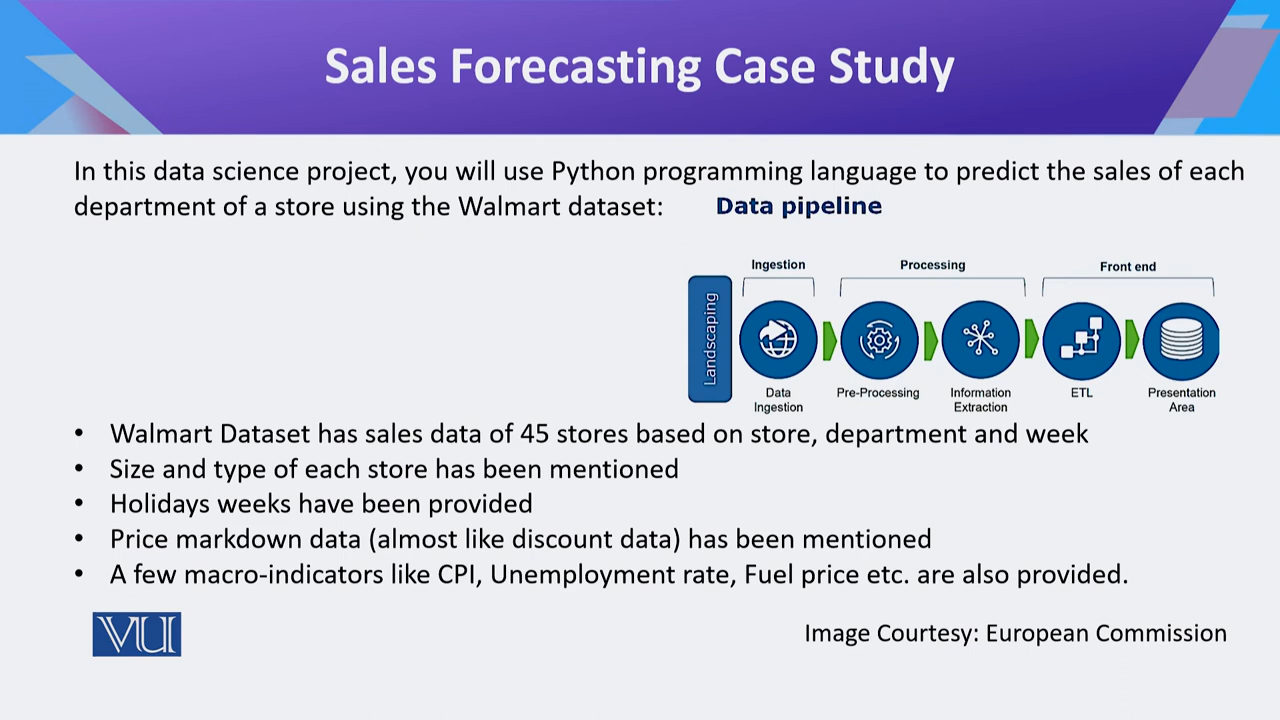 Sales Forecasting Case Study
In this data science project, you will use Python programming language to predict the sales of each
department of a store using the Walmart dataset:
Data pipeline
Ingestion
Processing
Front end
Landscaping
Data
Ingestion
Pre-Processing
Information
Extraction
ETL
Presentation
Area
• Walmart Dataset has sales data of 45 stores based on store, department and week
• Size and type of each store has been mentioned
• Holidays weeks have been provided
• Price markdown data (almost like discount data) has been mentioned
• A few macro-indicators like CPI, Unemployment rate, Fuel price etc. are also provided.
VU
Image Courtesy: European Commission